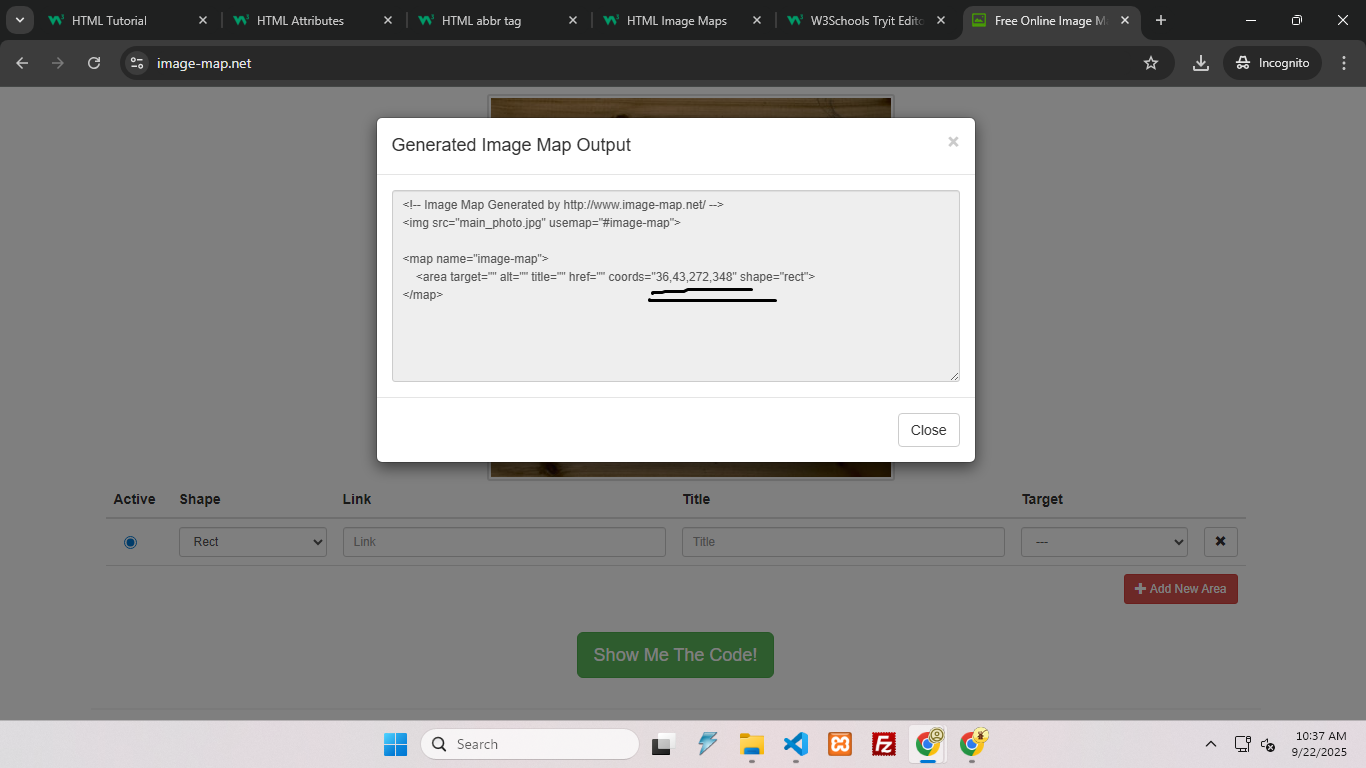 HTML Tutorial
HTML Attributes
HTML abbr tag
HTML Image Maps
W3Schools Tryit Edito
Free Online Image M
image-map.net
Incognito
Generated Image Map Output
<!-- Image Map Generated by http://www.image-map.net/ -->
<img src="main_photo.jpg" usemap="#image-map">
<map name="image-map">
<area target="" alt="" title="" href="" coords="36,43,272,348" shape="rect">
</map>
Close
Active Shape Link Title Target
Rect Link Title ---
Add New Area
Show Me The Code!
Search
10:37 AM
9/22/2025